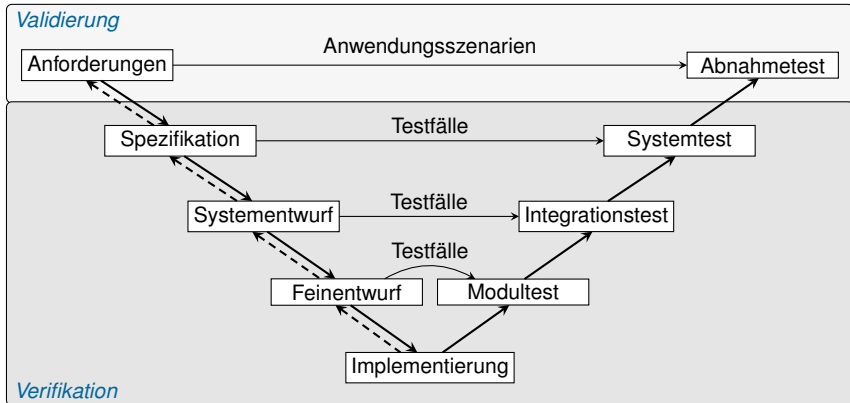 Validierung
Anwendungsszenarien
Anforderungen
Abnahmetest
Testfälle
Spezifikation
Systemtest
Testfälle
Systementwurf
Integrationstest
Testfälle
Feinentwurf
Modultest
Implementierung
Verifikation